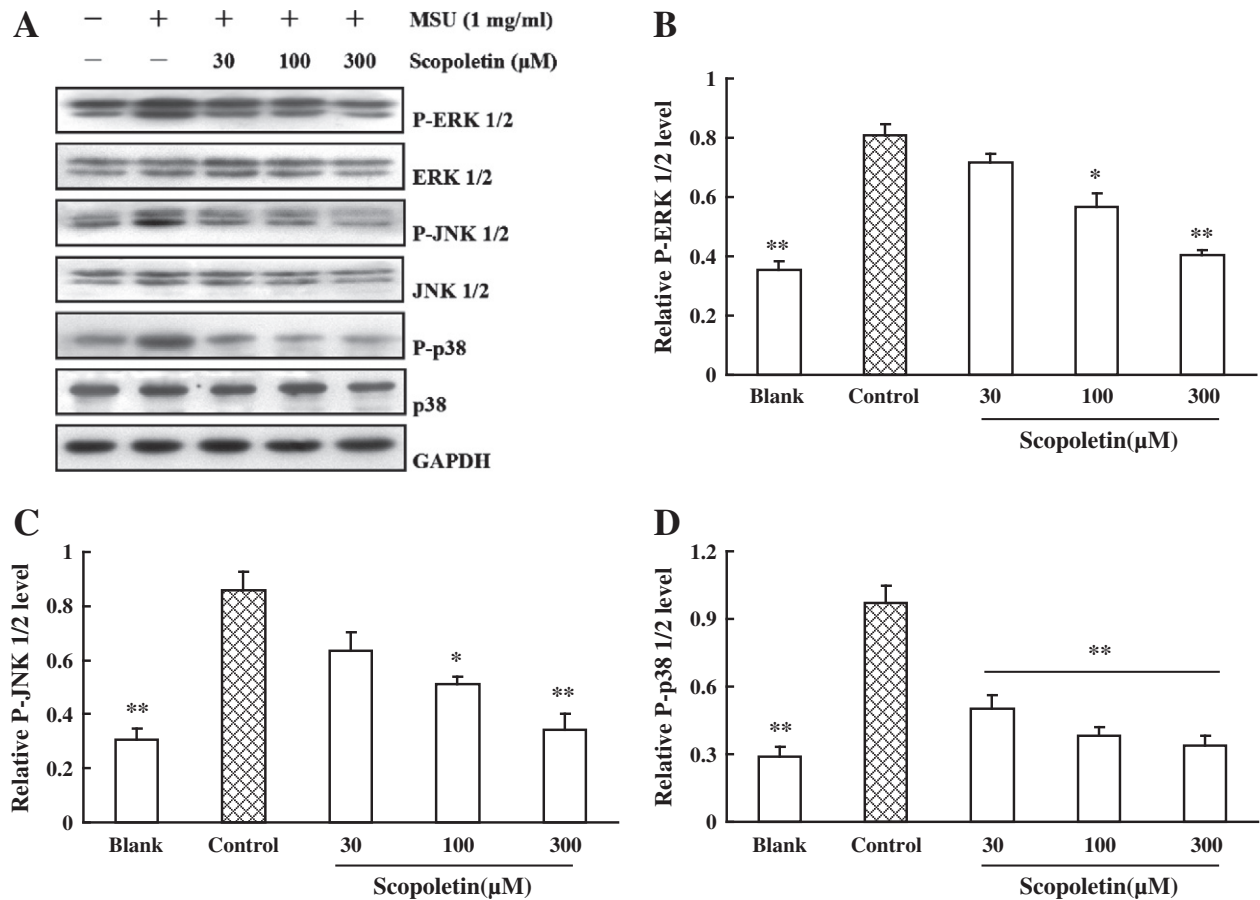 A
− + + + + MSU (1 mg/ml)
− − 30 100 300 Scopoletin (µM)
P-ERK 1/2
ERK 1/2
P-JNK 1/2
JNK 1/2
P-p38
p38
GAPDH
B
Relative P-ERK 1/2 level
1
0.8
0.6
0.4
0.2
0
**
*
**
Blank Control 30 100 300
Scopoletin(µM)
C
Relative P-JNK 1/2 level
1
0.8
0.6
0.4
0.2
0
**
*
**
Blank Control 30 100 300
Scopoletin(µM)
D
Relative P-p38 1/2 level
1.2
0.9
0.6
0.3
0
**
**
Blank Control 30 100 300
Scopoletin(µM)